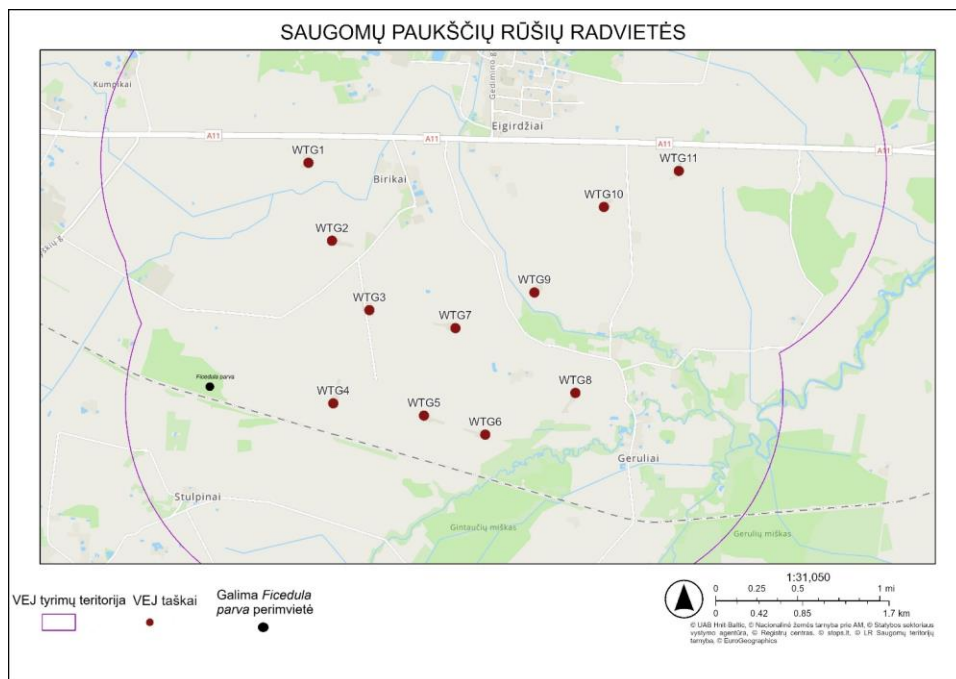 SAUGOMŲ PAUKŠČIŲ RŪŠIŲ RADVIETĖS
Kumpikai
Gedimino g.
Eigirdžiai
A11
A11
A11
A11
WTG1
WTG11
Birikai
WTG10
WTG2
WTG9
WTG3
WTG7
Ficedula parva
WTG8
WTG4
WTG5
WTG6
Geruliai
Stulpinai
Gintaučių miškas
Gerulių miškas
VEJ tyrimų teritorija
VEJ taškai
Galima Ficedula
parva perimvietė
1:31,050
0 0.25 0.5 1 mi
0 0.42 0.85 1.7 km
© UAB Hnit-Baltic, © Nacionalinė žemės tarnyba prie AM, © Statybos sektoriaus
vystymo agentūra, © Registrų centras, © stops.lt, © LR Saugomų teritorijų
tarnyba, © EuroGeographics